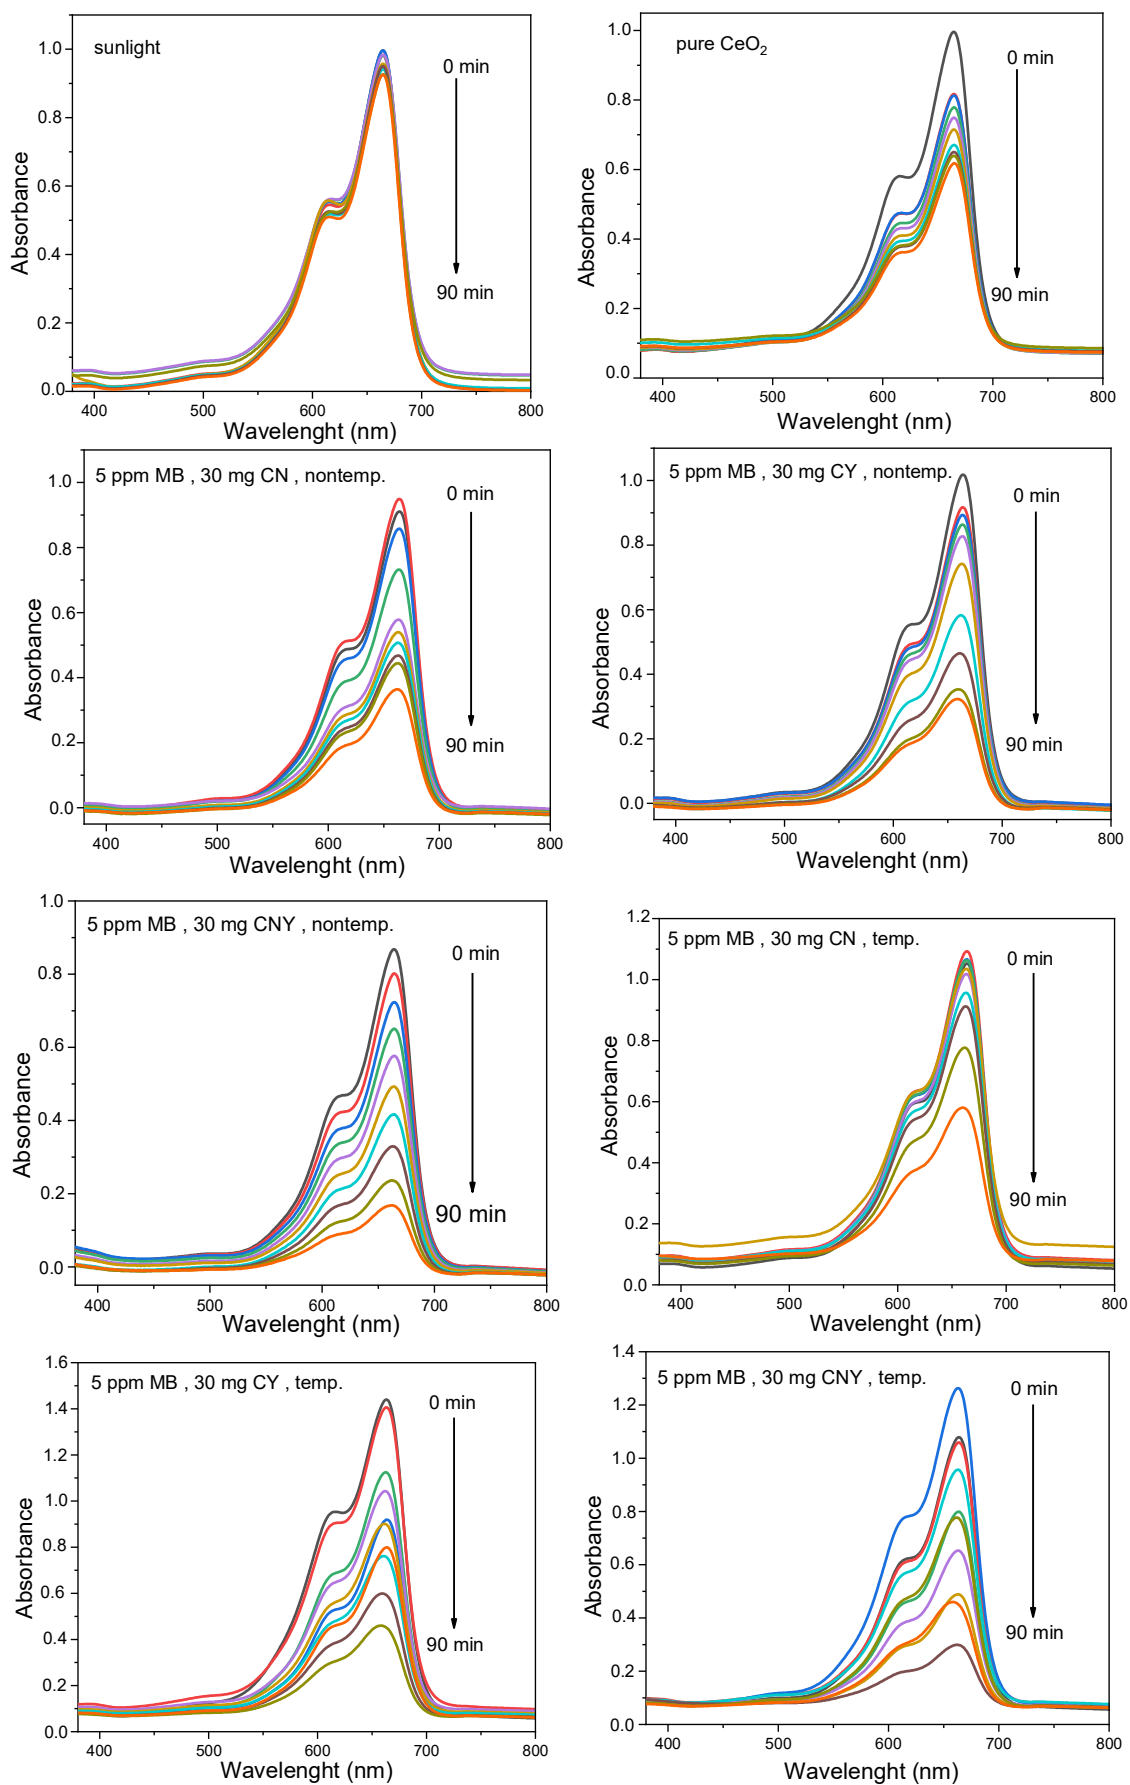 sunlight
0 min
90 min
Absorbance
1.0
0.8
0.6
0.4
0.2
0.0
400 500 600 700 800
Wavelenght (nm)
pure CeO₂
0 min
90 min
Absorbance
1.0
0.8
0.6
0.4
0.2
0.0
400 500 600 700 800
Wavelenght (nm)
5 ppm MB , 30 mg CN , nontemp.
0 min
90 min
Absorbance
1.0
0.8
0.6
0.4
0.2
0.0
400 500 600 700 800
Wavelenght (nm)
5 ppm MB , 30 mg CY , nontemp.
0 min
90 min
Absorbance
1.0
0.8
0.6
0.4
0.2
0.0
400 500 600 700 800
Wavelenght (nm)
5 ppm MB , 30 mg CNY , nontemp.
0 min
90 min
Absorbance
1.0
0.8
0.6
0.4
0.2
0.0
400 500 600 700 800
Wavelenght (nm)
5 ppm MB , 30 mg CN , temp.
0 min
90 min
Absorbance
1.2
1.0
0.8
0.6
0.4
0.2
0.0
400 500 600 700 800
Wavelenght (nm)
5 ppm MB , 30 mg CY , temp.
0 min
90 min
Absorbance
1.6
1.4
1.2
1.0
0.8
0.6
0.4
0.2
0.0
400 500 600 700 800
Wavelenght (nm)
5 ppm MB , 30 mg CNY , temp.
0 min
90 min
Absorbance
1.4
1.2
1.0
0.8
0.6
0.4
0.2
0.0
400 500 600 700 800
Wavelenght (nm)